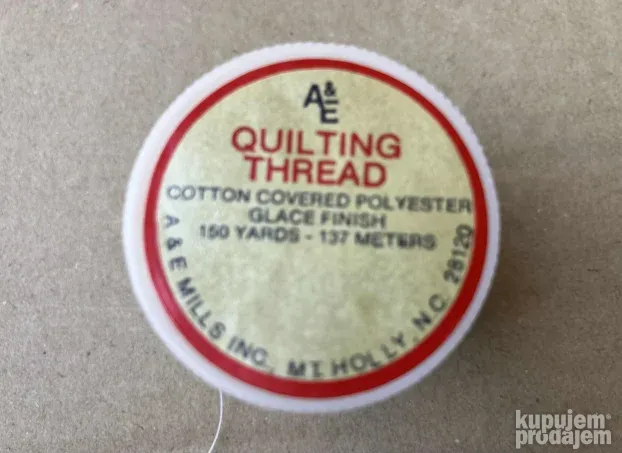 A&E
QUILTING
THREAD
COTTON COVERED POLYESTER
GLACE FINISH
150 YARDS - 137 METERS
A & E MILLS INC., MT. HOLLY, N.C. 28120
kupujem
prodajem